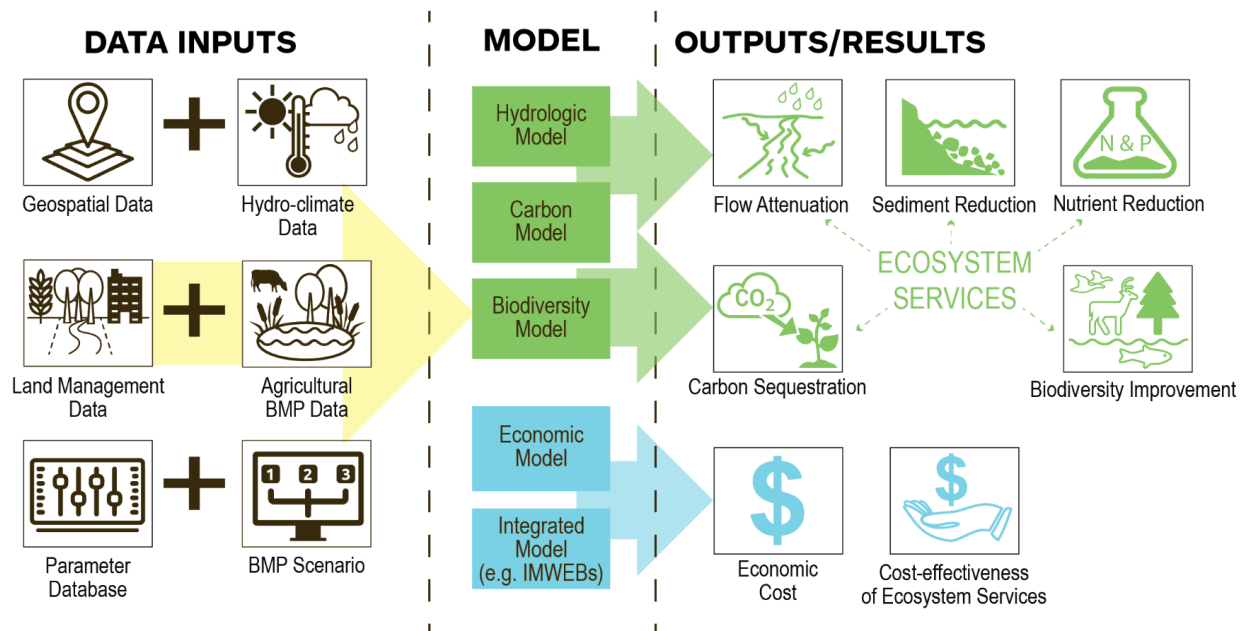 DATA INPUTS
MODEL
OUTPUTS/RESULTS
Geospatial Data
Hydro-climate
Data
Land Management
Data
Agricultural
BMP Data
Parameter
Database
1 2 3
BMP Scenario
Hydrologic
Model
Carbon
Model
Biodiversity
Model
Economic
Model
Integrated
Model
(e.g. IMWEBs)
Flow Attenuation
Sediment Reduction
N & P
Nutrient Reduction
ECOSYSTEM
SERVICES
CO₂
Carbon Sequestration
Biodiversity Improvement
$
Economic
Cost
$
Cost-effectiveness
of Ecosystem Services